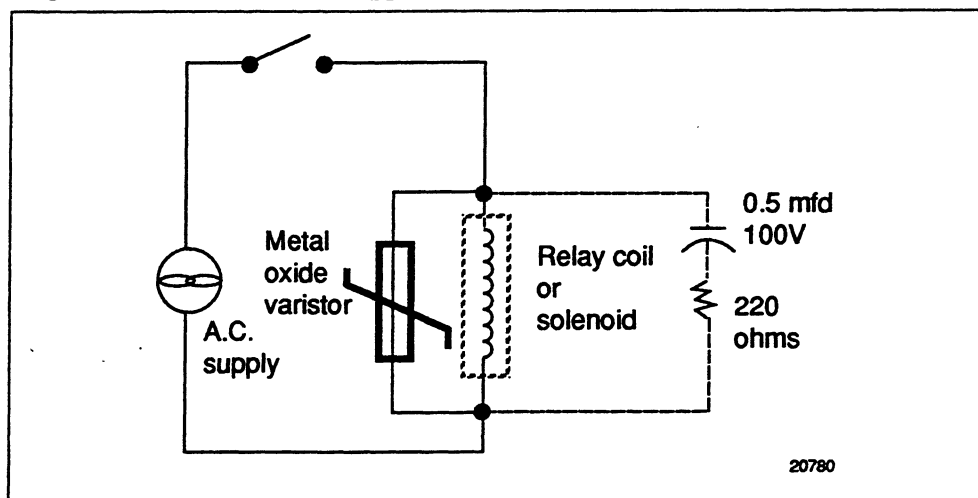 Metal
oxide
varistor
A.C.
supply
Relay coil
or
solenoid
0.5 mfd
100V
220
ohms
20780